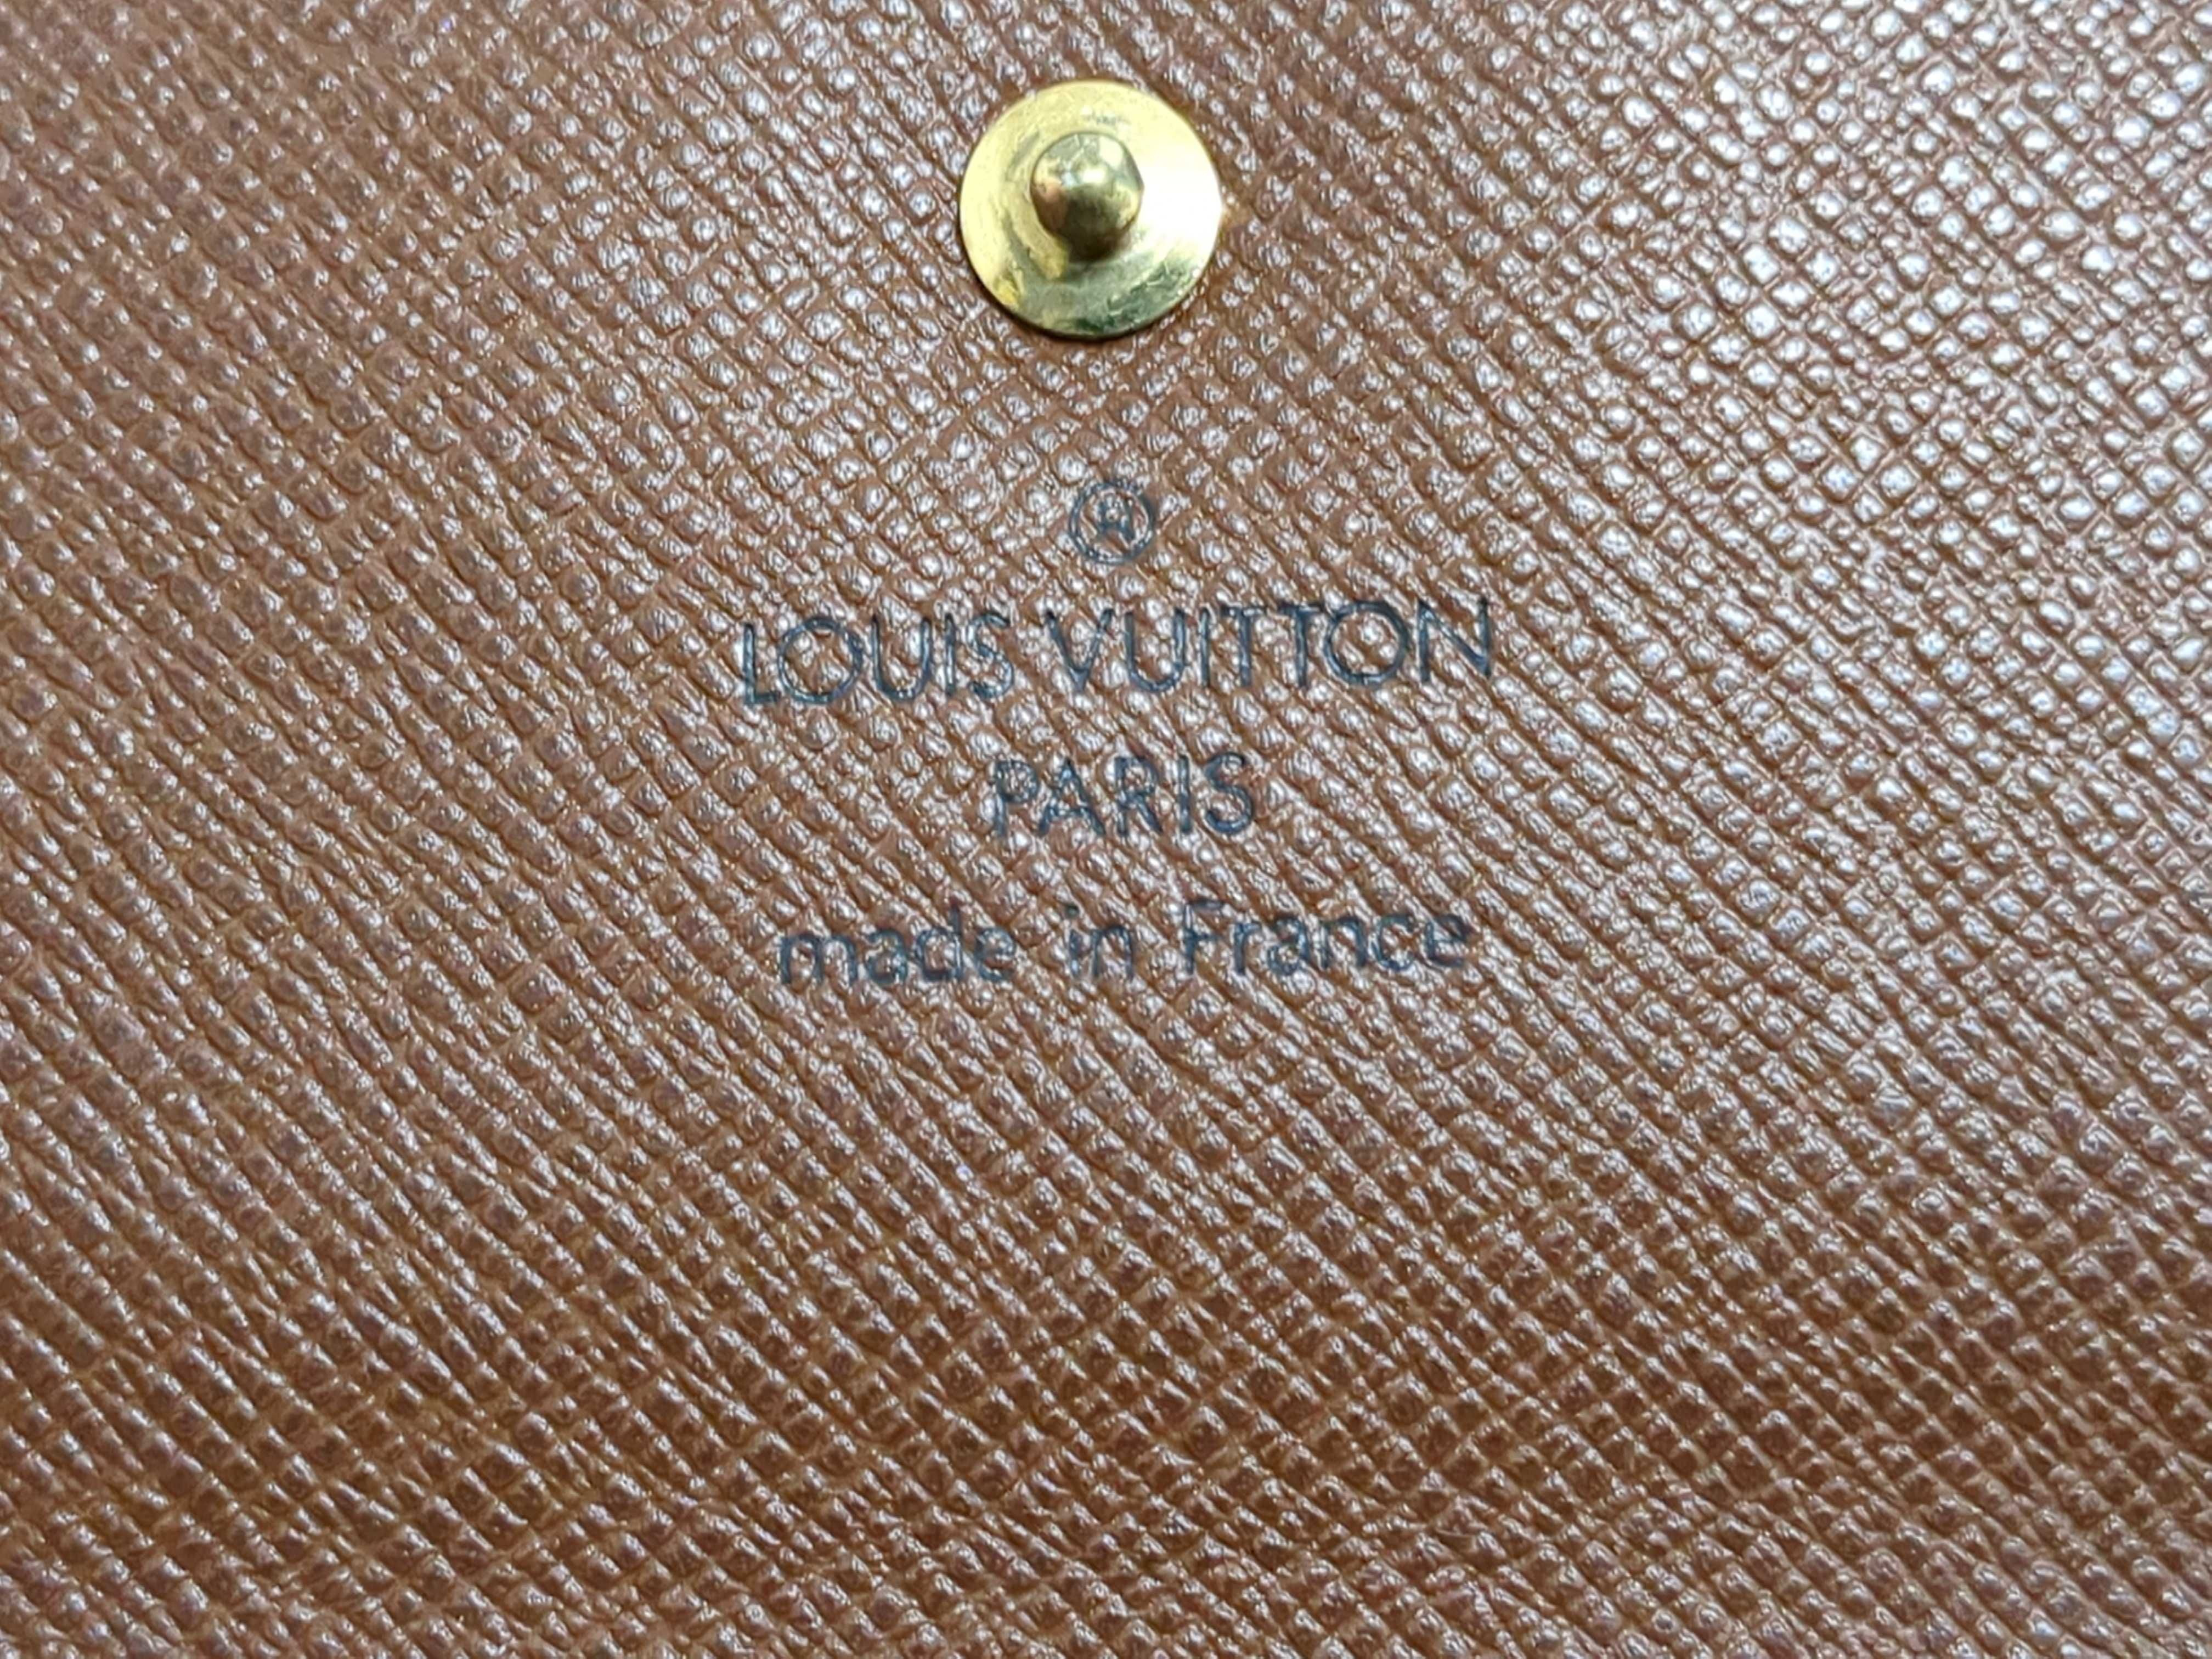 ®
LOUIS VUITTON
PARIS
made in France